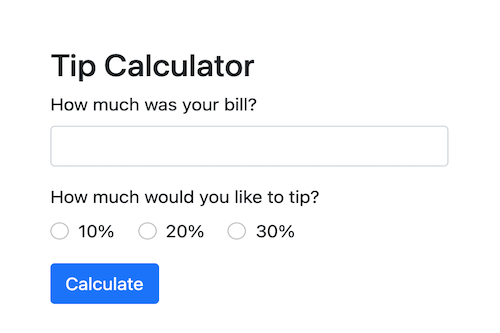 Tip Calculator
How much was your bill?
How much would you like to tip?
10% 20% 30%
Calculate